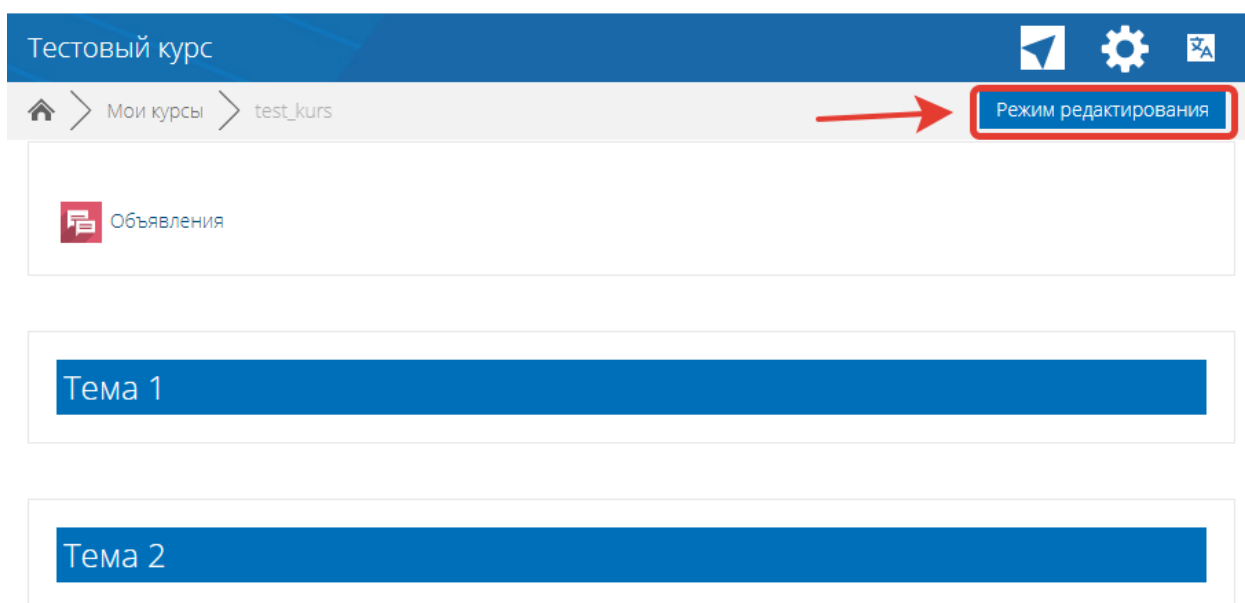 Тестовый курс
Мои курсы test_kurs
Режим редактирования
Объявления
Тема 1
Тема 2